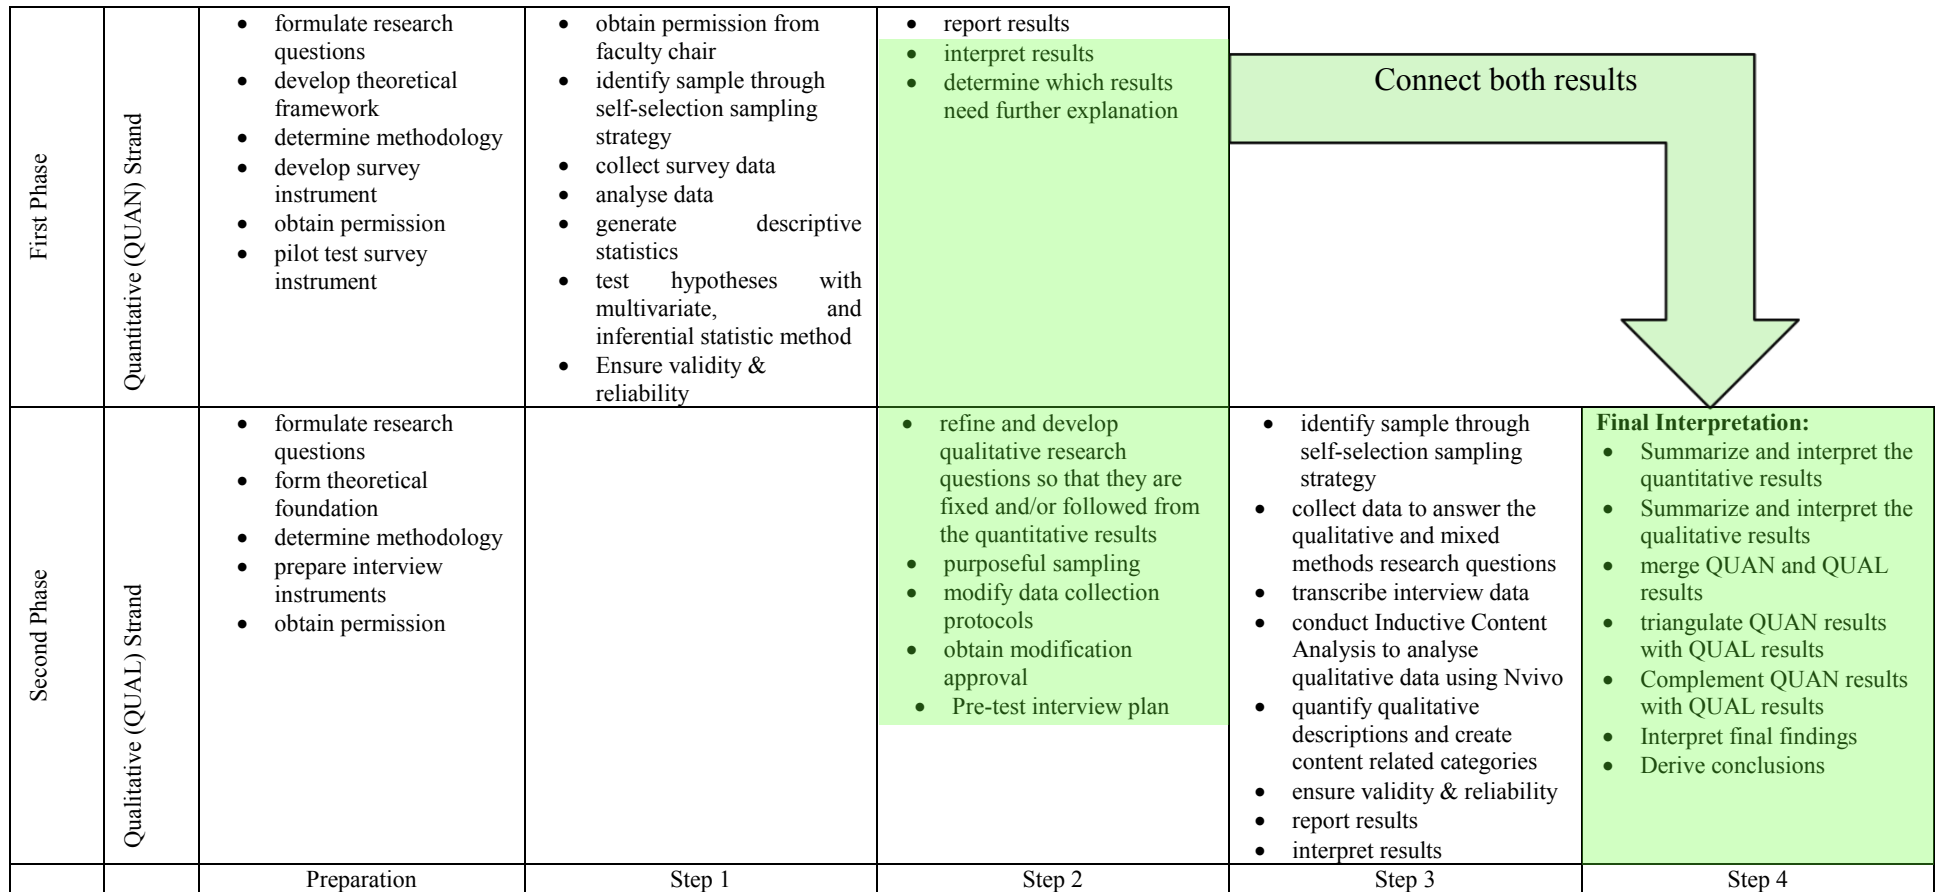 First Phase
Quantitative (QUAN) Strand
• formulate research
questions
• develop theoretical
framework
• determine methodology
• develop survey
instrument
• obtain permission
• pilot test survey
instrument
• obtain permission from
faculty chair
• identify sample through
self-selection sampling
strategy
• collect survey data
• analyse data
• generate descriptive
statistics
• test hypotheses with
multivariate, and
inferential statistic method
• Ensure validity &
reliability
• report results
• interpret results
• determine which results
need further explanation
Connect both results
Second Phase
Qualitative (QUAL) Strand
• formulate research
questions
• form theoretical
foundation
• determine methodology
• prepare interview
instruments
• obtain permission
• refine and develop
qualitative research
questions so that they are
fixed and/or followed from
the quantitative results
• purposeful sampling
• modify data collection
protocols
• obtain modification
approval
• Pre-test interview plan
• identify sample through
self-selection sampling
strategy
• collect data to answer the
qualitative and mixed
methods research questions
• transcribe interview data
• conduct Inductive Content
Analysis to analyse
qualitative data using Nvivo
• quantify qualitative
descriptions and create
content related categories
• ensure validity & reliability
• report results
• interpret results
Final Interpretation:
• Summarize and interpret the
quantitative results
• Summarize and interpret the
qualitative results
• merge QUAN and QUAL
results
• triangulate QUAN results
with QUAL results
• Complement QUAN results
with QUAL results
• Interpret final findings
• Derive conclusions
Preparation
Step 1
Step 2
Step 3
Step 4